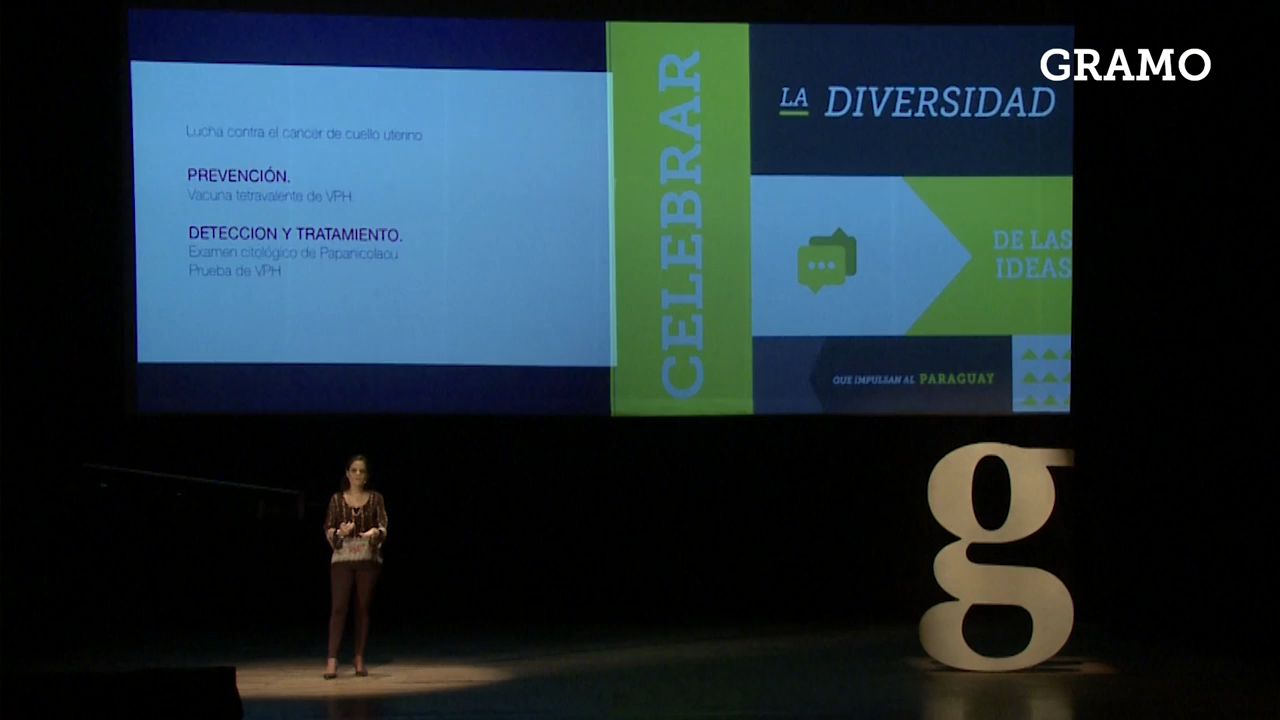 GRAMO
Lucha contra el cáncer de cuello uterino
PREVENCIÓN.
Vacuna tetravalente de VPH.
DETECCION Y TRATAMIENTO.
Examen citológico de Papanicolaou
Prueba de VPH
CELEBRAR
LA DIVERSIDAD
DE LAS
IDEAS
QUE IMPULSAN AL PARAGUAY
g